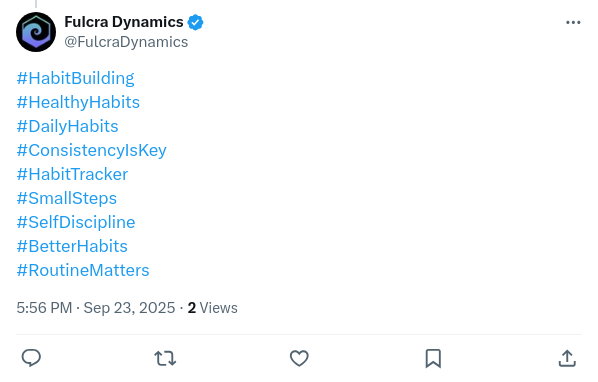 Fulcra Dynamics
@FulcraDynamics
#HabitBuilding
#HealthyHabits
#DailyHabits
#ConsistencyIsKey
#HabitTracker
#SmallSteps
#SelfDiscipline
#BetterHabits
#RoutineMatters
5:56 PM · Sep 23, 2025 · 2 Views